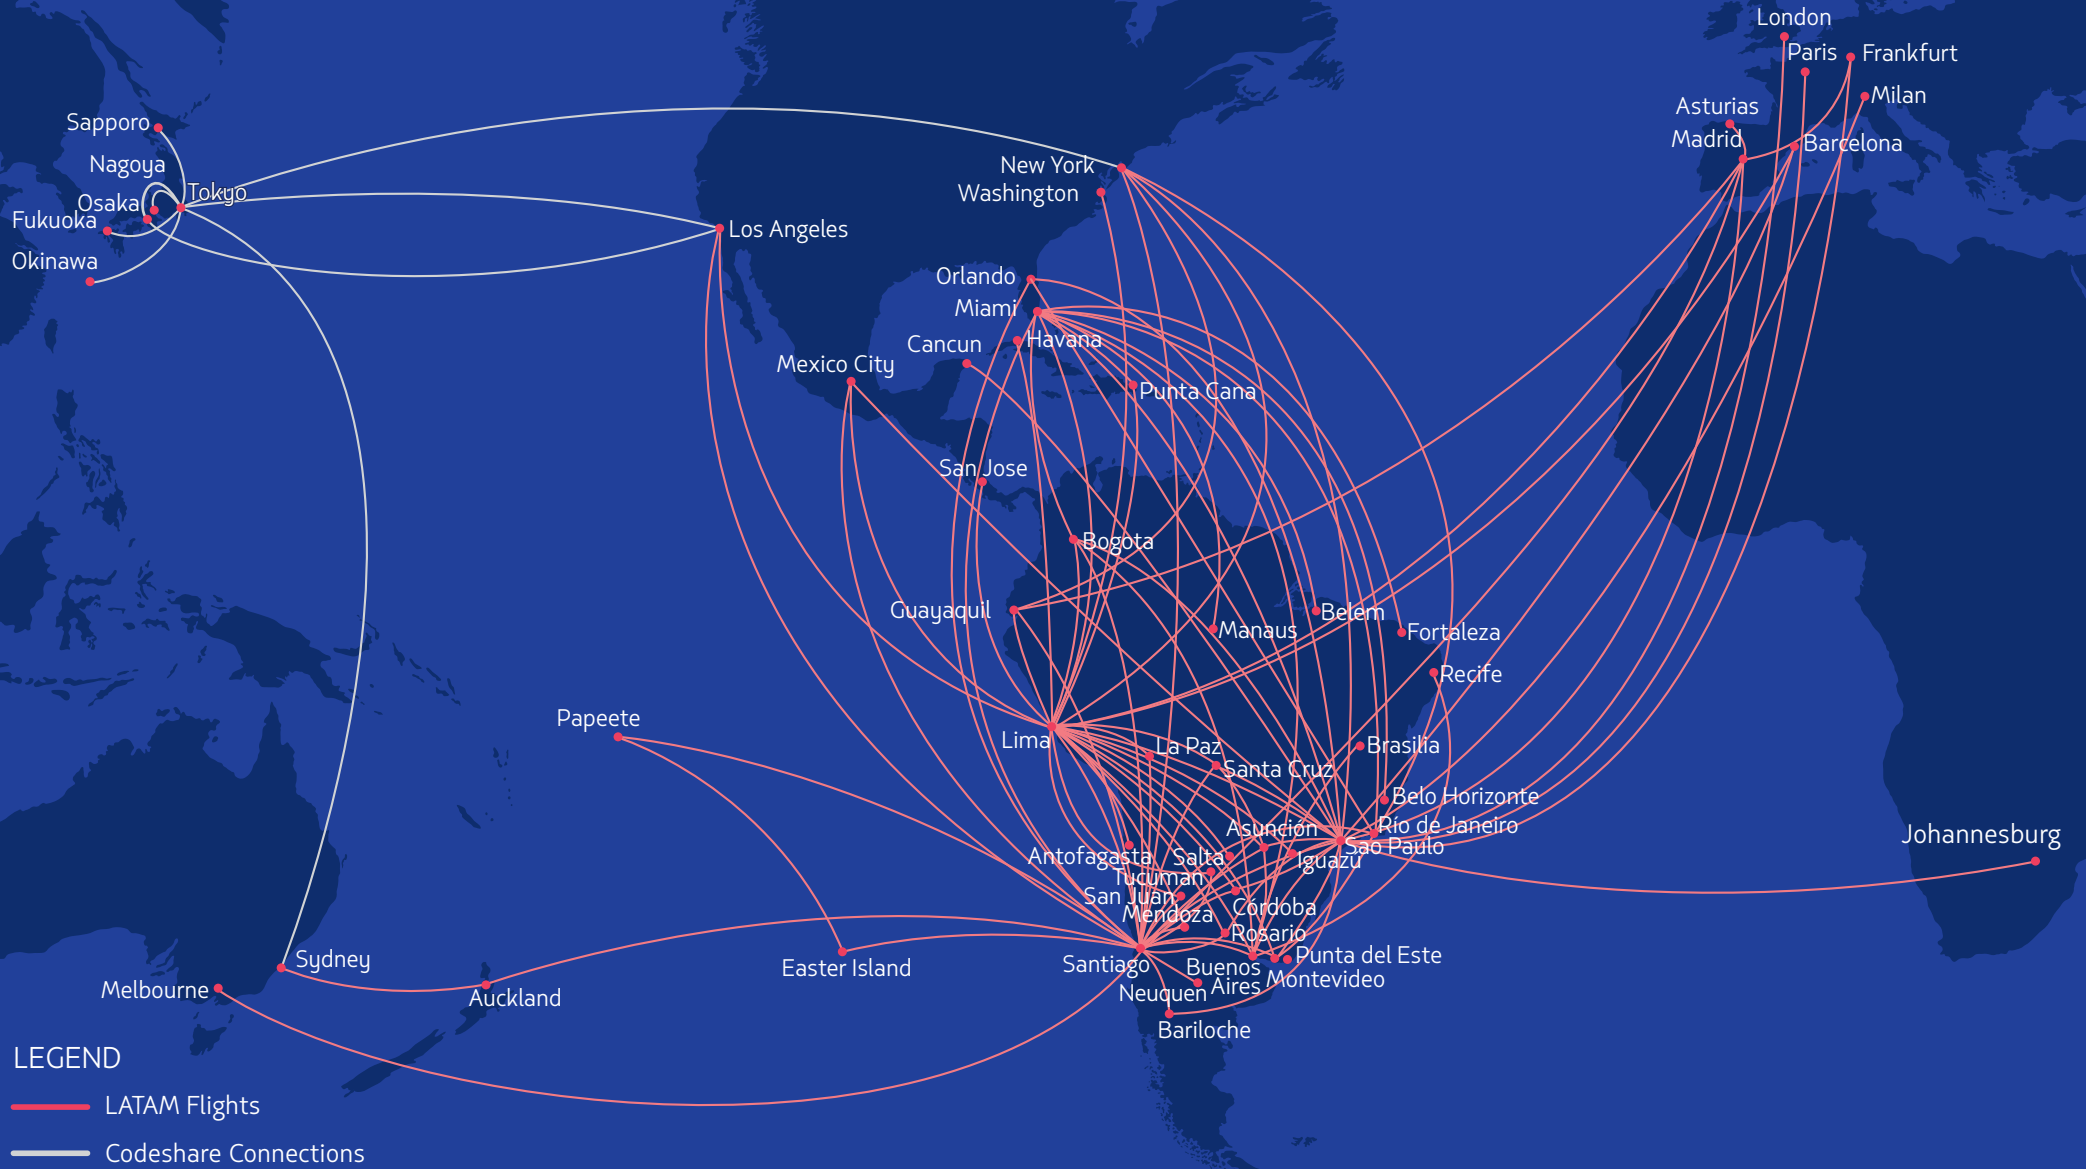 London
Paris
Frankfurt
Milan
Asturias
Madrid
Barcelona
Sapporo
Nagoya
Tokyo
Osaka
Fukuoka
Okinawa
New York
Washington
Los Angeles
Orlando
Miami
Havana
Cancun
Mexico City
Punta Cana
San Jose
Bogota
Guayaquil
Manaus
Belem
Fortaleza
Recife
Papeete
Lima
La Paz
Brasilia
Santa Cruz
Belo Horizonte
Asunción
Río de Janeiro
Sao Paulo
Johannesburg
Antofagasta
Salta
Iguazú
Tucuman
San Juan
Córdoba
Mendoza
Rosario
Sydney
Easter Island
Santiago
Buenos
Aires
Punta del Este
Montevideo
Melbourne
Auckland
Neuquen
Bariloche
LEGEND
LATAM Flights
Codeshare Connections